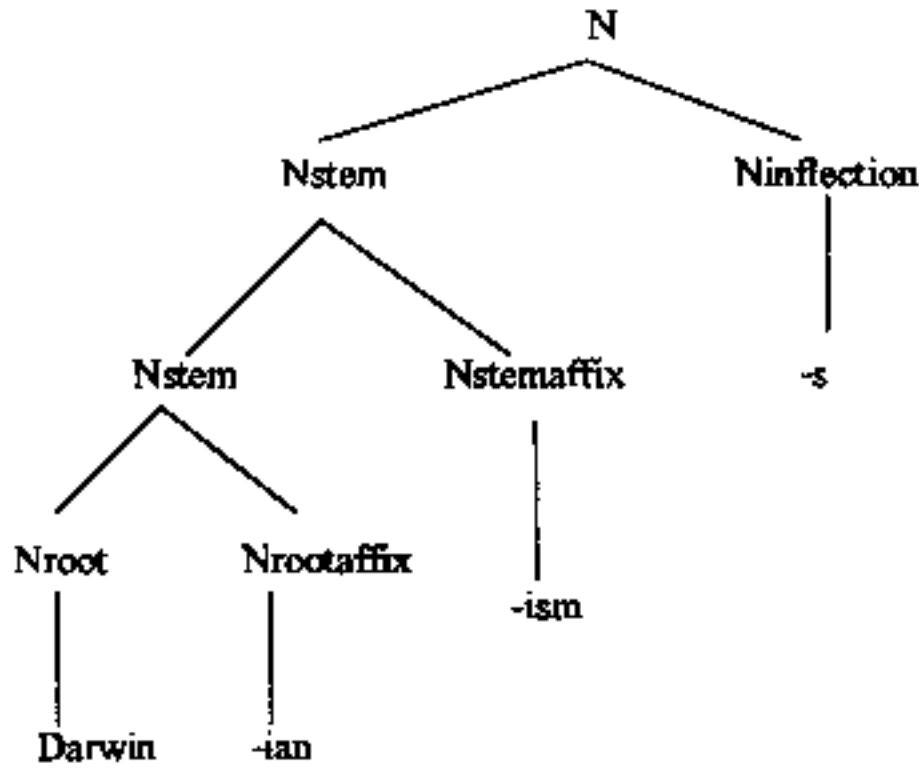 N
Nstem Ninflection
Nstem Nstemaffix -s
Nroot Nrootaffix
-ism
Darwin -ian